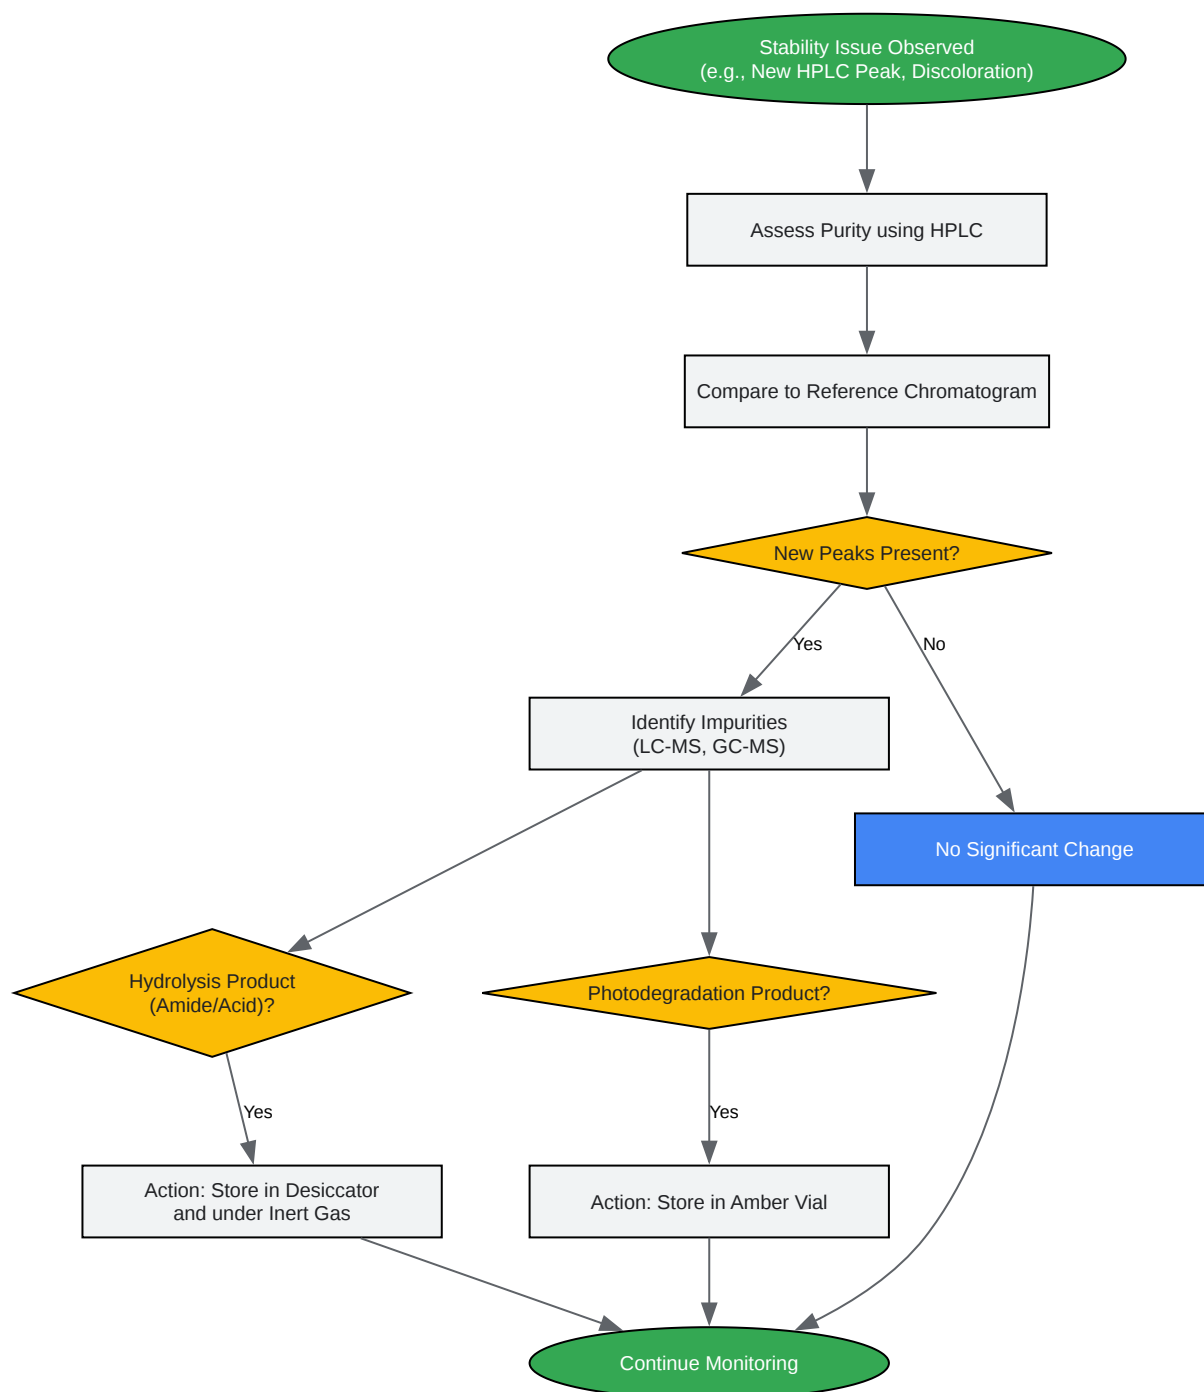 Stability Issue Observed
(e.g., New HPLC Peak, Discoloration)
Assess Purity using HPLC
Compare to Reference Chromatogram
New Peaks Present?
Yes
No
Identify Impurities
(LC-MS, GC-MS)
No Significant Change
Hydrolysis Product
(Amide/Acid)?
Photodegradation Product?
Yes
Yes
Action: Store in Desiccator
and under Inert Gas
Action: Store in Amber Vial
Continue Monitoring